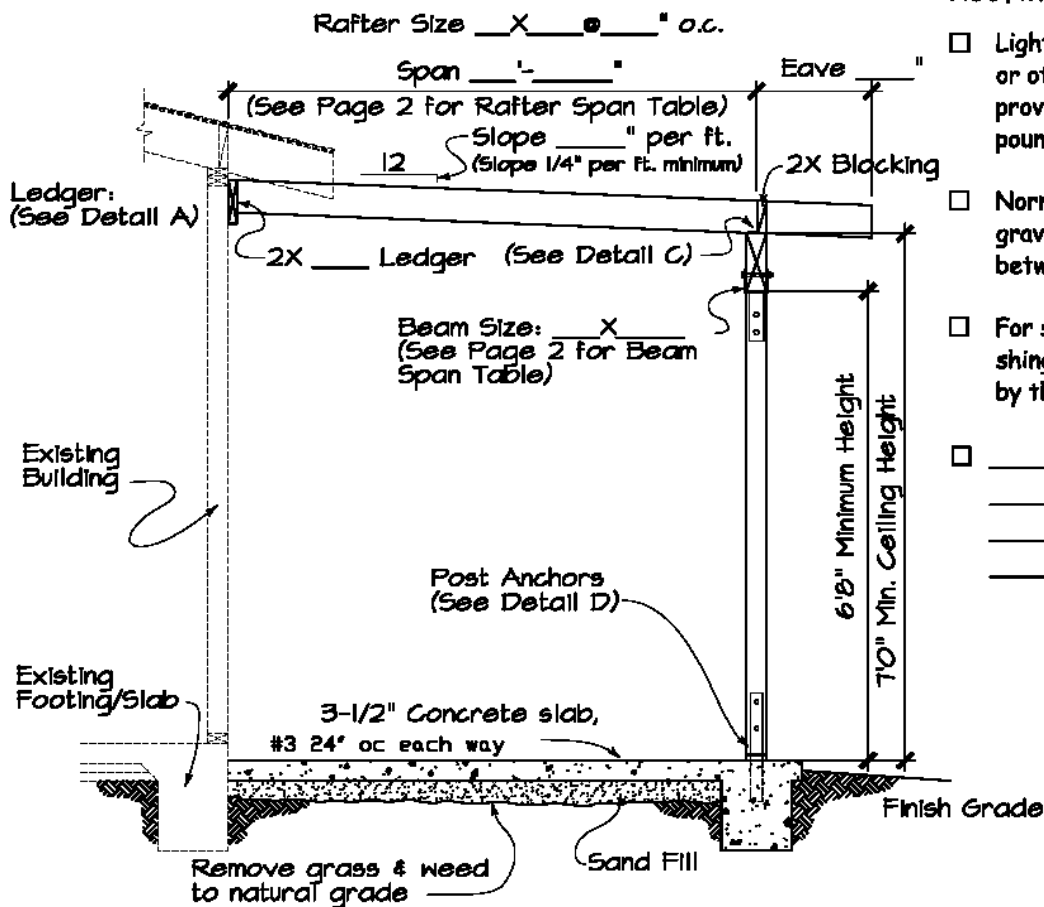 Rafter Size ___X____@____" o.c.
Span ___'-_____"
Eave ____"
(See Page 2 for Rafter Span Table)
Slope ____" per ft.
(Slope 1/4" per ft. minimum)
12
2X Blocking
Ledger:
(See Detail A)
2X ____ Ledger
(See Detail C)
Beam Size: ___X_____
(See Page 2 for Beam
Span Table)
Existing
Building
6'8" Minimum Height
7'0" Min. Ceiling Height
Post Anchors
(See Detail D)
Existing
Footing/Slab
3-1/2" Concrete slab,
#3 24" oc each way
Finish Grade
Sand Fill
Remove grass & weed
to natural grade
☐ Light
or ot
prov
poun
☐ Norr
grav
betw
☐ For s
shing
by th
☐ ____